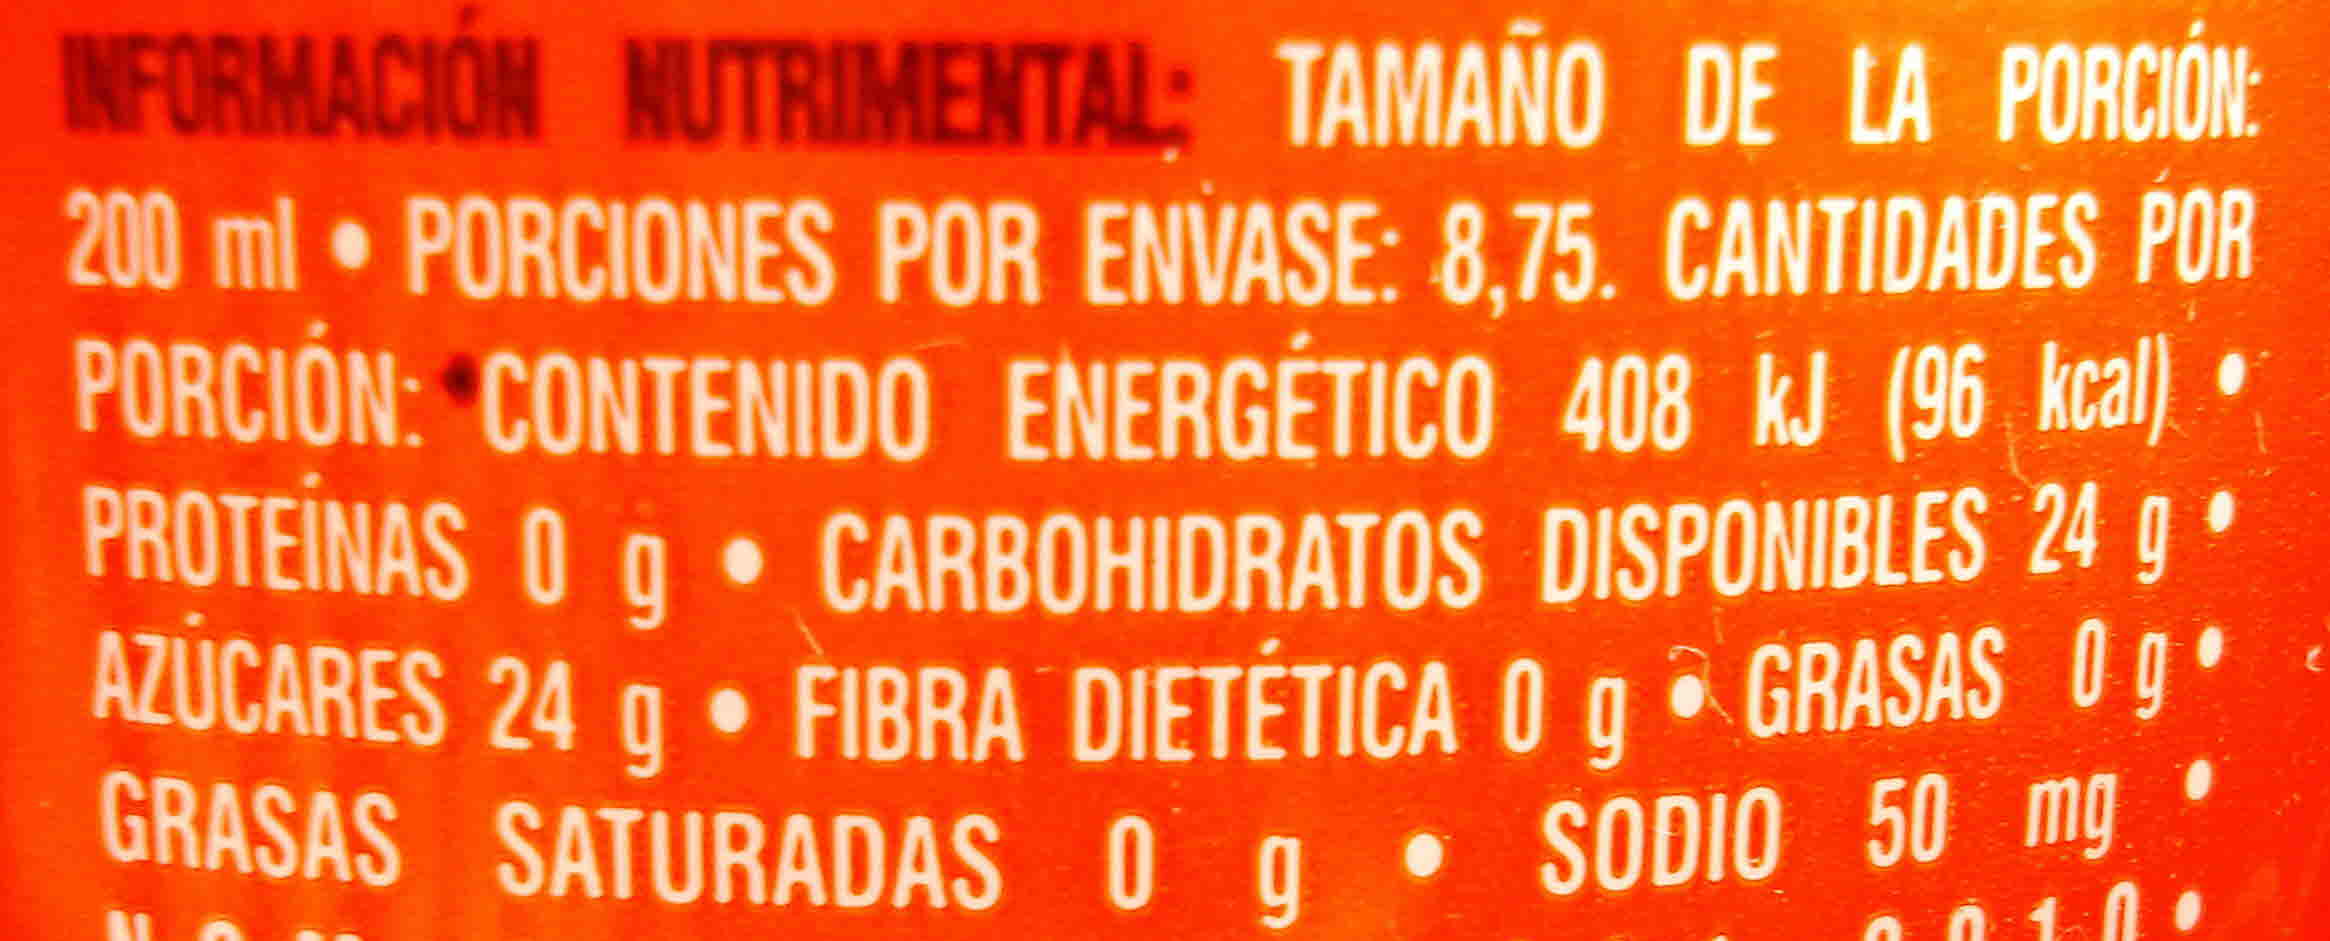 INFORMACIÓN NUTRIMENTAL: TAMAÑO DE LA PORCIÓN:
200 ml • PORCIONES POR ENVASE: 8,75. CANTIDADES POR
PORCIÓN: •CONTENIDO ENERGÉTICO 408 kJ (96 kcal) •
PROTEÍNAS 0 g • CARBOHIDRATOS DISPONIBLES 24 g •
AZÚCARES 24 g • FIBRA DIETÉTICA 0 g • GRASAS 0 g •
GRASAS SATURADAS 0 g • SODIO 50 mg •